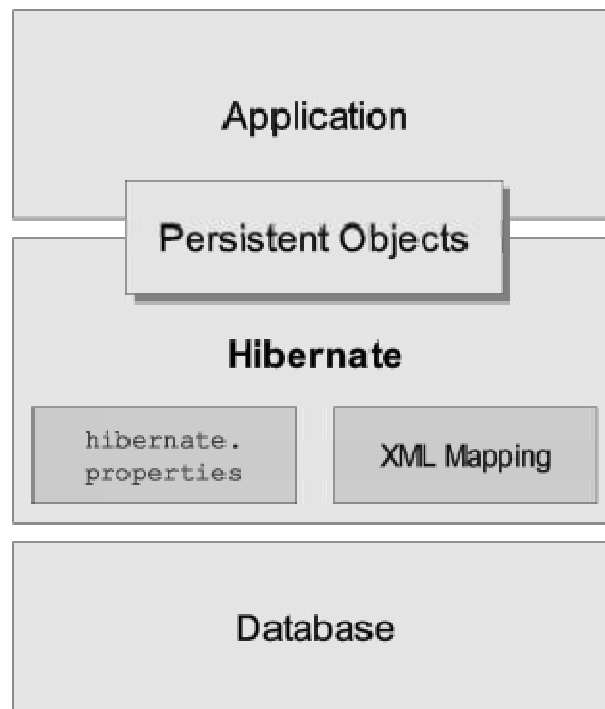 Application
Persistent Objects
Hibernate
hibernate.
properties
XML Mapping
Database